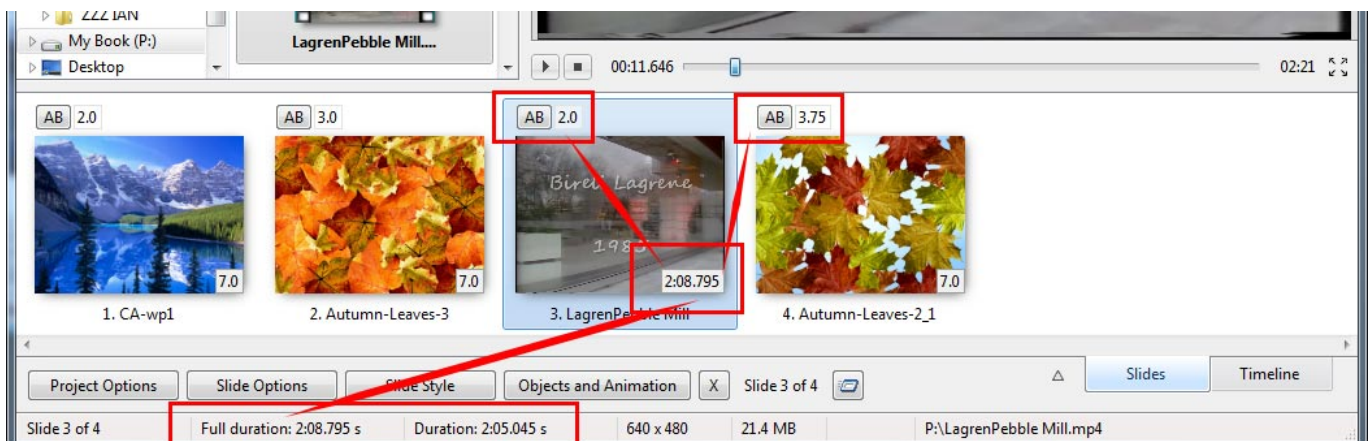 ZZZ IAN
My Book (P:)
Desktop
LagrenPebble Mill....
00:11.646
02:21
AB 2.0
AB 3.0
AB 2.0
AB 3.75
Bireli Lagrene
1983
7.0
7.0
2:08.795
7.0
1. CA-wp1
2. Autumn-Leaves-3
3. LagrenPebble Mill
4. Autumn-Leaves-2_1
Project Options
Slide Options
Slide Style
Objects and Animation
X
Slide 3 of 4
Slides
Timeline
Slide 3 of 4
Full duration: 2:08.795 s
Duration: 2:05.045 s
640 x 480
21.4 MB
P:\LagrenPebble Mill.mp4